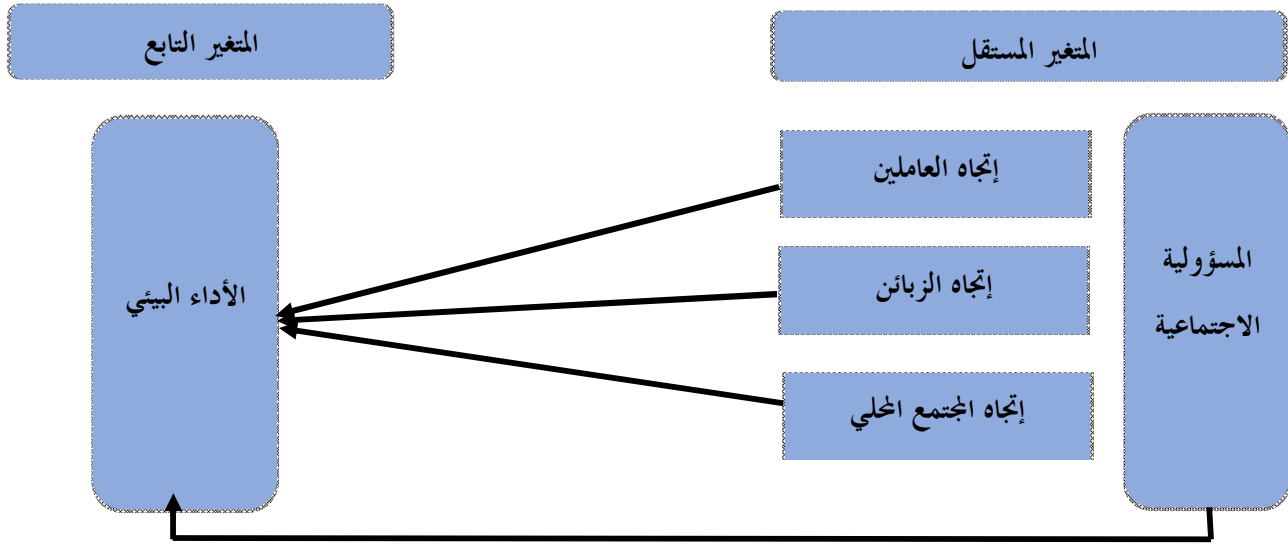 المتغير المستقل
المتغير التابع
المسؤولية
الاجتماعية
إتجاه العاملين
إتجاه الزبائن
إتجاه المجتمع المحلي
الأداء البيئي